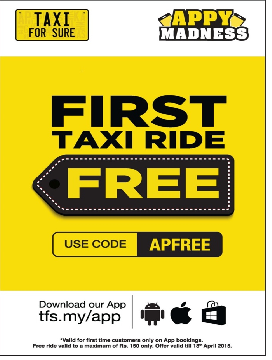 TAXI
FOR SURE
APPY
MADNESS
FIRST
TAXI RIDE
FREE
USE CODE APFREE
Download our App
tfs.my/app
*Valid for first time customers only on App bookings.
Free ride valid to a maximum of Rs. 150 only. Offer valid till 15th April 2015.